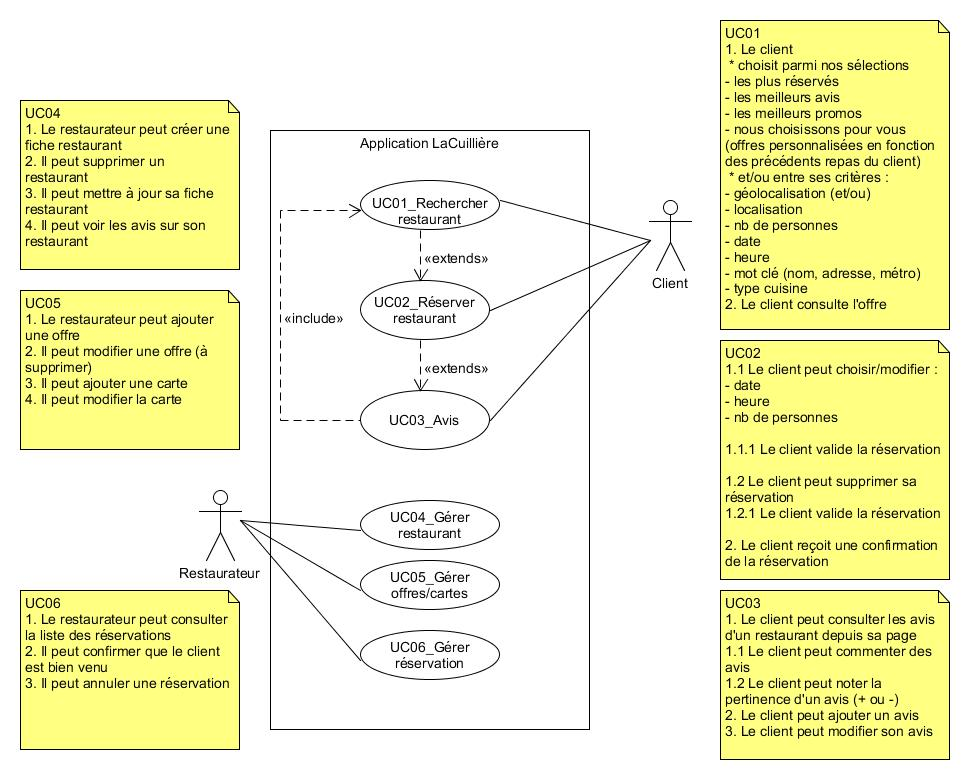 UC04
1. Le restaurateur peut créer une
fiche restaurant
2. Il peut supprimer un
restaurant
3. Il peut mettre à jour sa fiche
restaurant
4. Il peut voir les avis sur son
restaurant
UC05
1. Le restaurateur peut ajouter
une offre
2. Il peut modifier une offre (à
supprimer)
3. Il peut ajouter une carte
4. Il peut modifier la carte
Restaurateur
UC06
1. Le restaurateur peut consulter
la liste des réservations
2. Il peut confirmer que le client
est bien venu
3. Il peut annuler une réservation
Application LaCuillière
UC01_Rechercher
restaurant
«extends»
UC02_Réserver
restaurant
«include»
«extends»
UC03_Avis
UC04_Gérer
restaurant
UC05_Gérer
offres/cartes
UC06_Gérer
réservation
Client
UC01
1. Le client
* choisit parmi nos sélections
- les plus réservés
- les meilleurs avis
- les meilleurs promos
- nous choisissons pour vous
(offres personnalisées en fonction
des précédents repas du client)
* et/ou entre ses critères :
- géolocalisation (et/ou)
- localisation
- nb de personnes
- date
- heure
- mot clé (nom, adresse, métro)
- type cuisine
2. Le client consulte l'offre
UC02
1.1 Le client peut choisir/modifier :
- date
- heure
- nb de personnes
1.1.1 Le client valide la réservation
1.2 Le client peut supprimer sa
réservation
1.2.1 Le client valide la réservation
2. Le client reçoit une confirmation
de la réservation
UC03
1. Le client peut consulter les avis
d'un restaurant depuis sa page
1.1 Le client peut commenter des
avis
1.2 Le client peut noter la
pertinence d'un avis (+ ou -)
2. Le client peut ajouter un avis
3. Le client peut modifier son avis